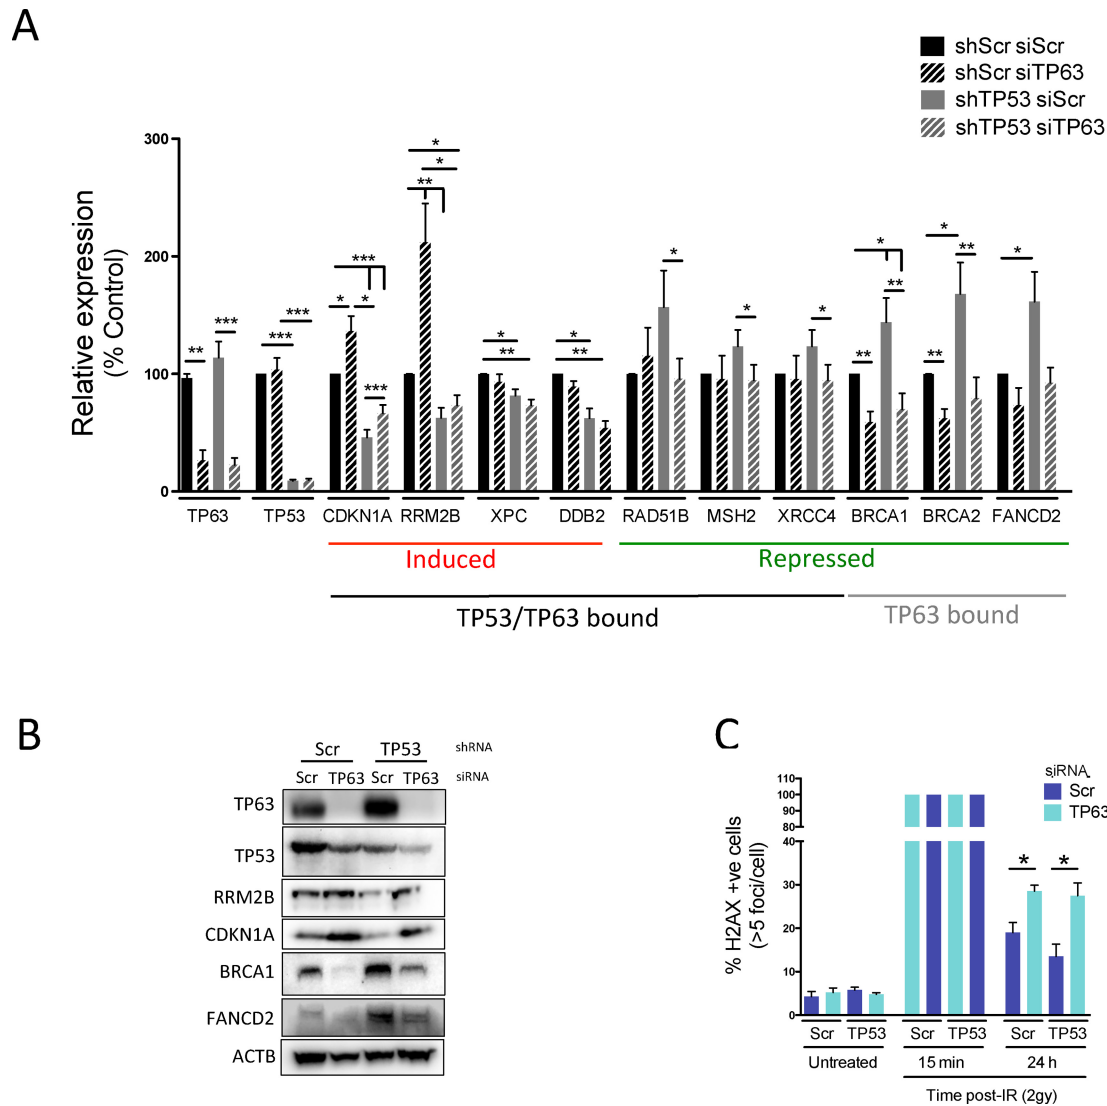 A
shScr siScr
shScr siTP63
shTP53 siScr
shTP53 siTP63
Relative expression
(% Control)
300
200
100
0
** *** *** *** *** * * *** * * ** * ** * ** * * * ** * ** ** * ** *
TP63 TP53 CDKN1A RRM2B XPC DDB2 RAD51B MSH2 XRCC4 BRCA1 BRCA2 FANCD2
Induced Repressed
TP53/TP63 bound TP63 bound
B
Scr TP53 shRNA
Scr TP63 Scr TP63 siRNA
TP63
TP53
RRM2B
CDKN1A
BRCA1
FANCD2
ACTB
C
siRNA
Scr
TP63
% H2AX +ve cells
(>5 foci/cell)
110
100
90
80
40
30
20
10
0
* *
Scr TP53 Scr TP53 Scr TP53
Untreated 15 min 24 h
Time post-IR (2gy)